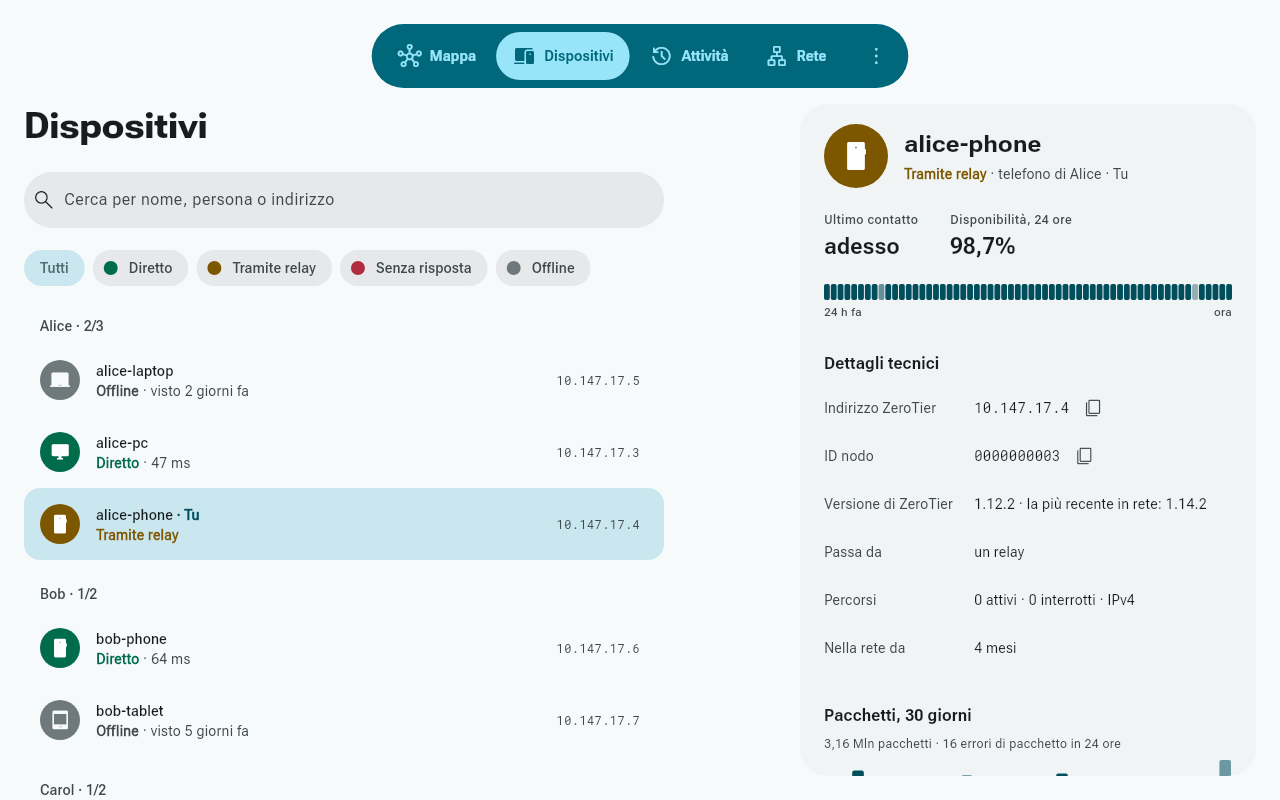 Mappa
Dispositivi
Attività
Rete
Dispositivi
Cerca per nome, persona o indirizzo
Tutti
Diretto
Tramite relay
Senza risposta
Offline
Alice · 2/3
alice-laptop
Offline · visto 2 giorni fa
10.147.17.5
alice-pc
Diretto · 47 ms
10.147.17.3
alice-phone · Tu
Tramite relay
10.147.17.4
Bob · 1/2
bob-phone
Diretto · 64 ms
10.147.17.6
bob-tablet
Offline · visto 5 giorni fa
10.147.17.7
Carol · 1/2
alice-phone
Tramite relay · telefono di Alice · Tu
Ultimo contatto
adesso
Disponibilità, 24 ore
98,7%
24 h fa
ora
Dettagli tecnici
Indirizzo ZeroTier
10.147.17.4
ID nodo
0000000003
Versione di ZeroTier
1.12.2 · la più recente in rete: 1.14.2
Passa da
un relay
Percorsi
0 attivi · 0 interrotti · IPv4
Nella rete da
4 mesi
Pacchetti, 30 giorni
3,16 Mln pacchetti · 16 errori di pacchetto in 24 ore